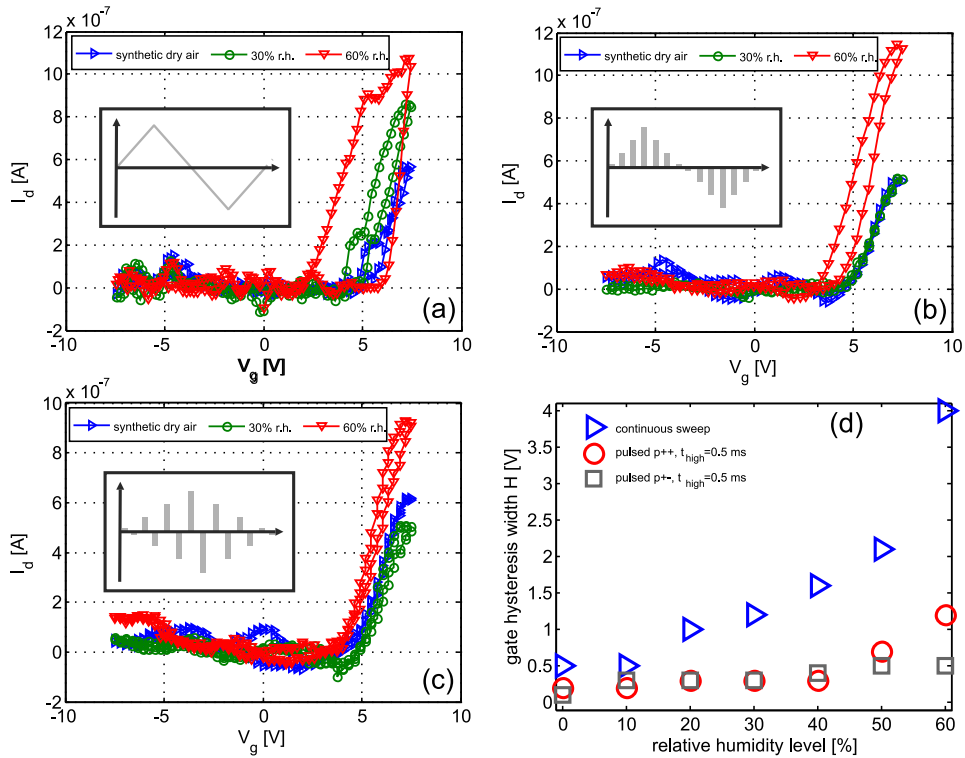 x 10⁻⁷
12
10
8
6
4
2
0
-2
I_d [A]
synthetic dry air
30% r.h.
60% r.h.
(a)
-10
-5
0
5
10
V_g [V]
x 10⁻⁷
12
10
8
6
4
2
0
-2
I_d [A]
synthetic dry air
30% r.h.
60% r.h.
(b)
-10
-5
0
5
10
V_g [V]
x 10⁻⁷
10
8
6
4
2
0
-2
I_d [A]
synthetic dry air
30% r.h.
60% r.h.
(c)
-10
-5
0
5
10
V_g [V]
(d)
continuous sweep
pulsed p++, t_high=0.5 ms
pulsed p+-, t_high=0.5 ms
gate hysteresis width H [V]
4
3.5
3
2.5
2
1.5
1
0.5
0
0
10
20
30
40
50
60
relative humidity level [%]